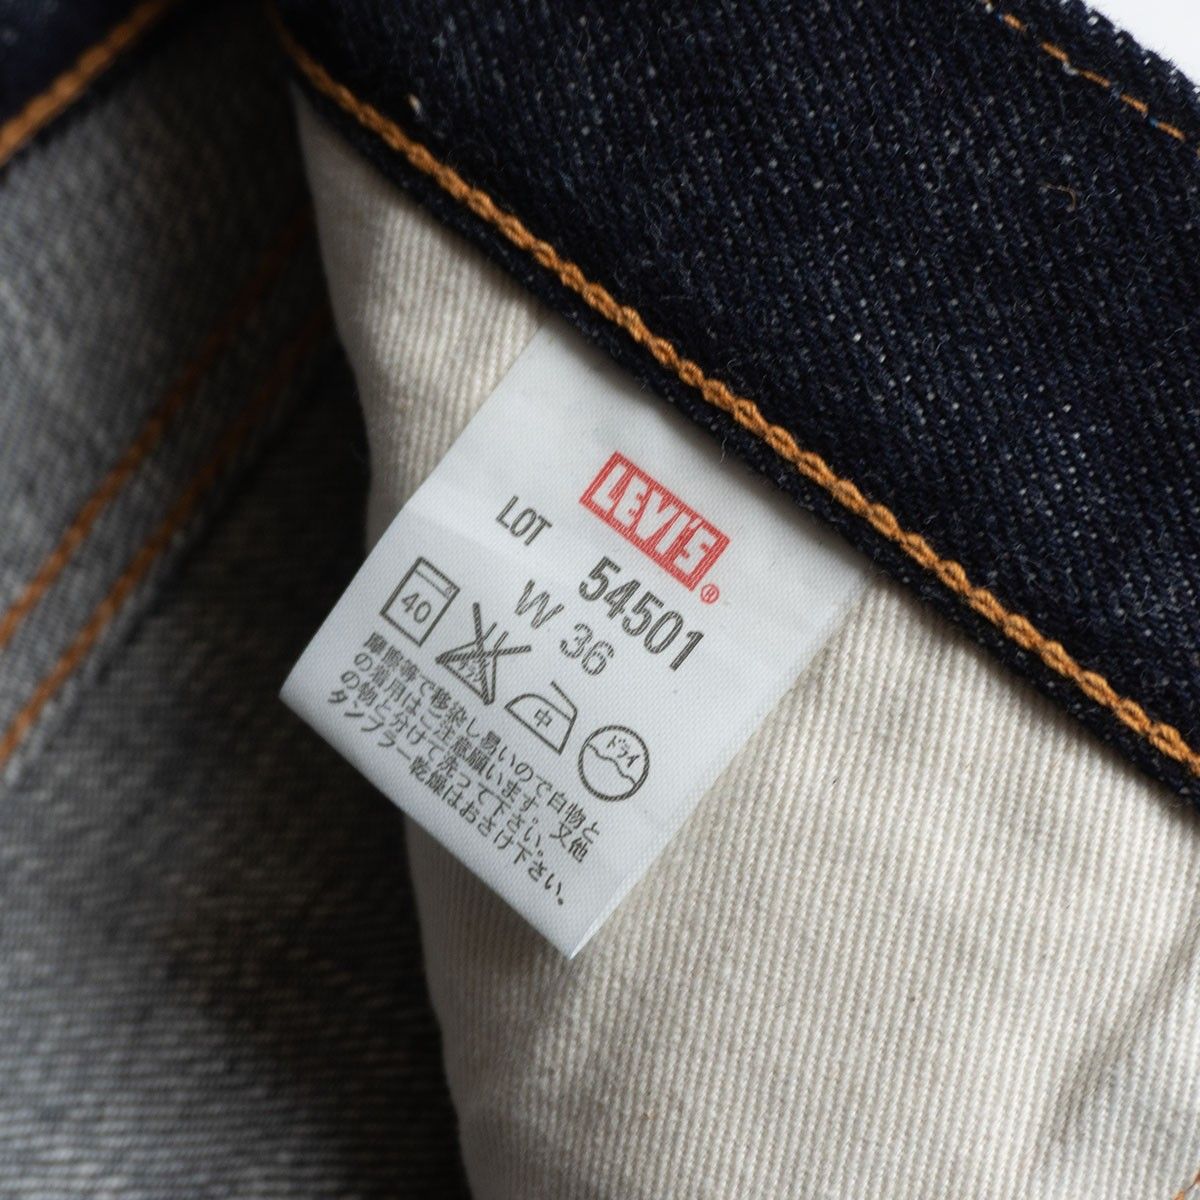 LEVI'S®
LOT 54501
W 36
40 中 ドライ
摩擦等で移染し易いので白物と
の着用はご注意願います。又他
の物と分けて洗って下さい。
タンブラー乾燥はおさけ下さい。